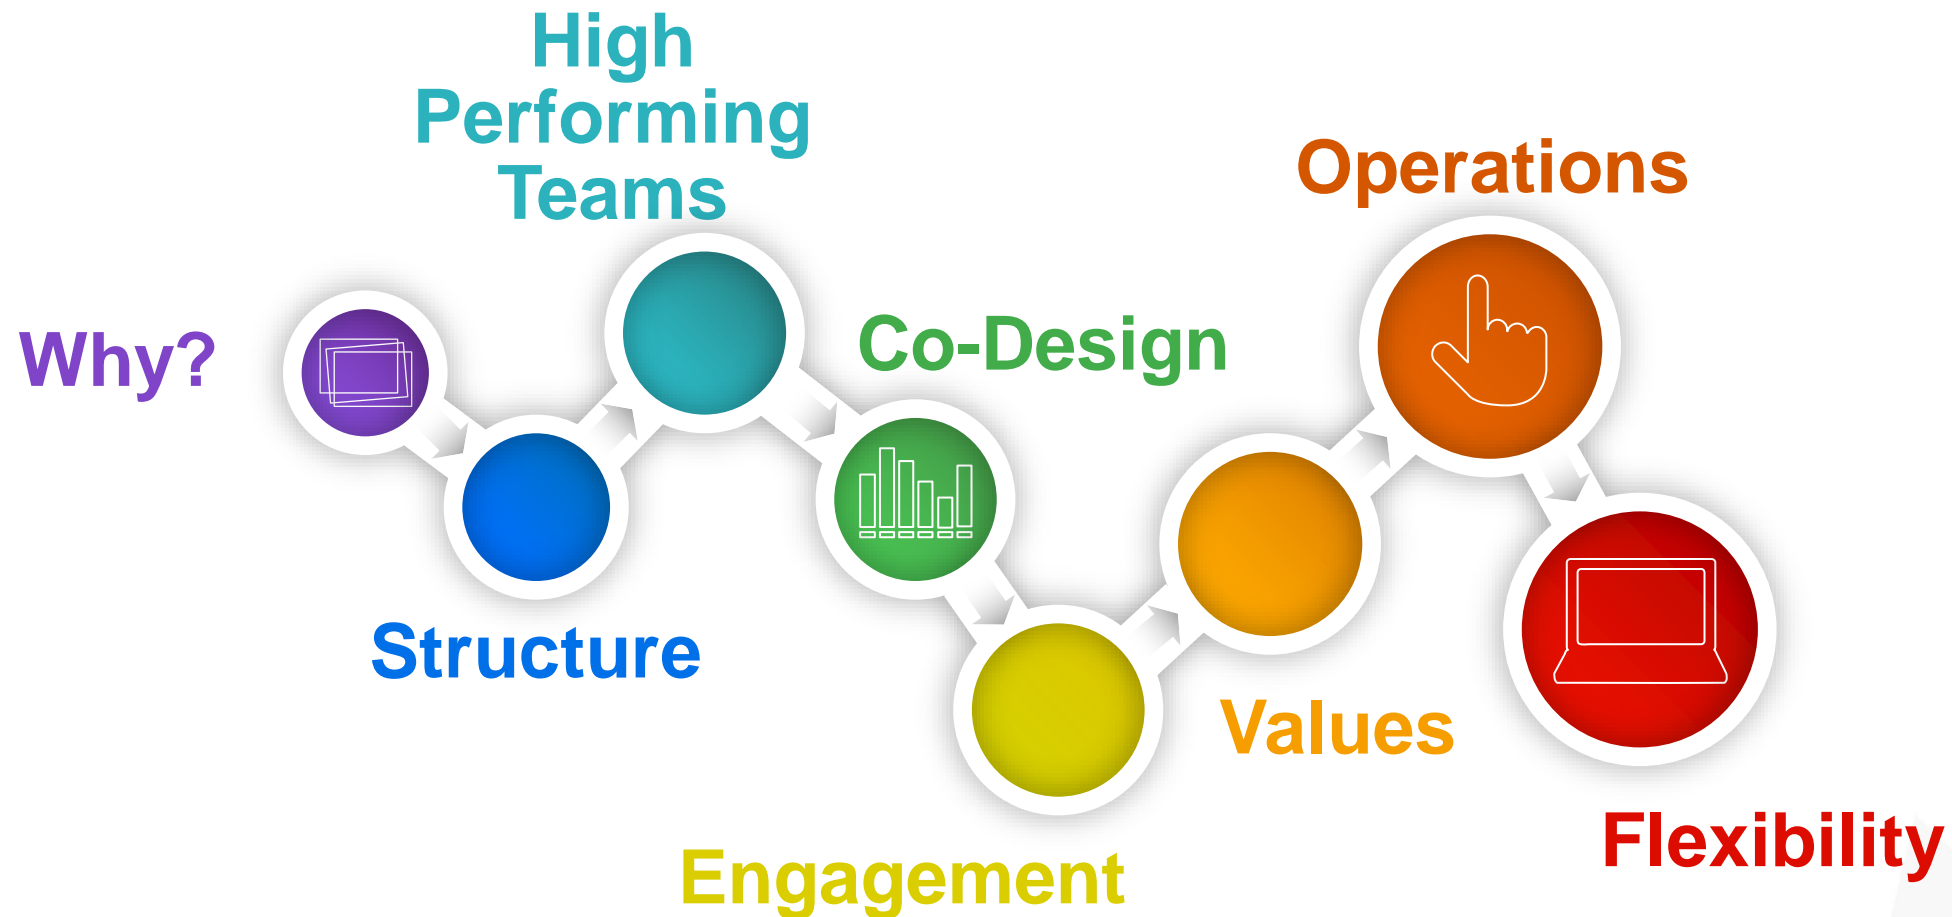 Why?
Structure
High
Performing
Teams
Co-Design
Engagement
Values
Operations
Flexibility